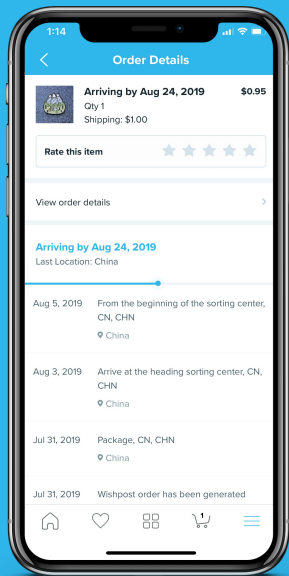 1:14
Order Details
Arriving by Aug 24, 2019 $0.95
Qty 1
Shipping: $1.00
Rate this item
View order details
Arriving by Aug 24, 2019
Last Location: China
Aug 5, 2019 From the beginning of the sorting center,
CN, CHN
China
Aug 3, 2019 Arrive at the heading sorting center, CN,
CHN
China
Jul 31, 2019 Package, CN, CHN
China
Jul 31, 2019 Wishpost order has been generated
1